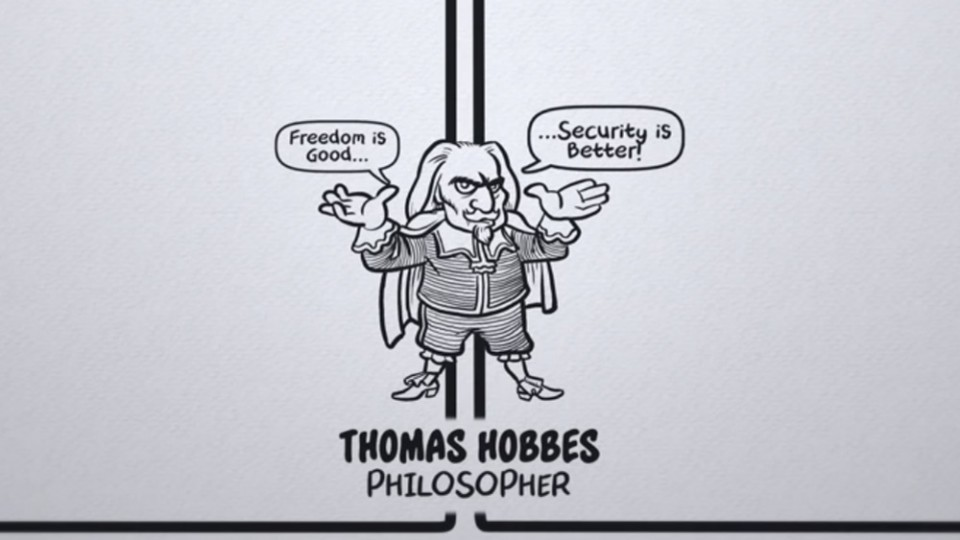 Freedom is
Good...
...Security is
Better!
THOMAS HOBBES
PHILOSOPHER